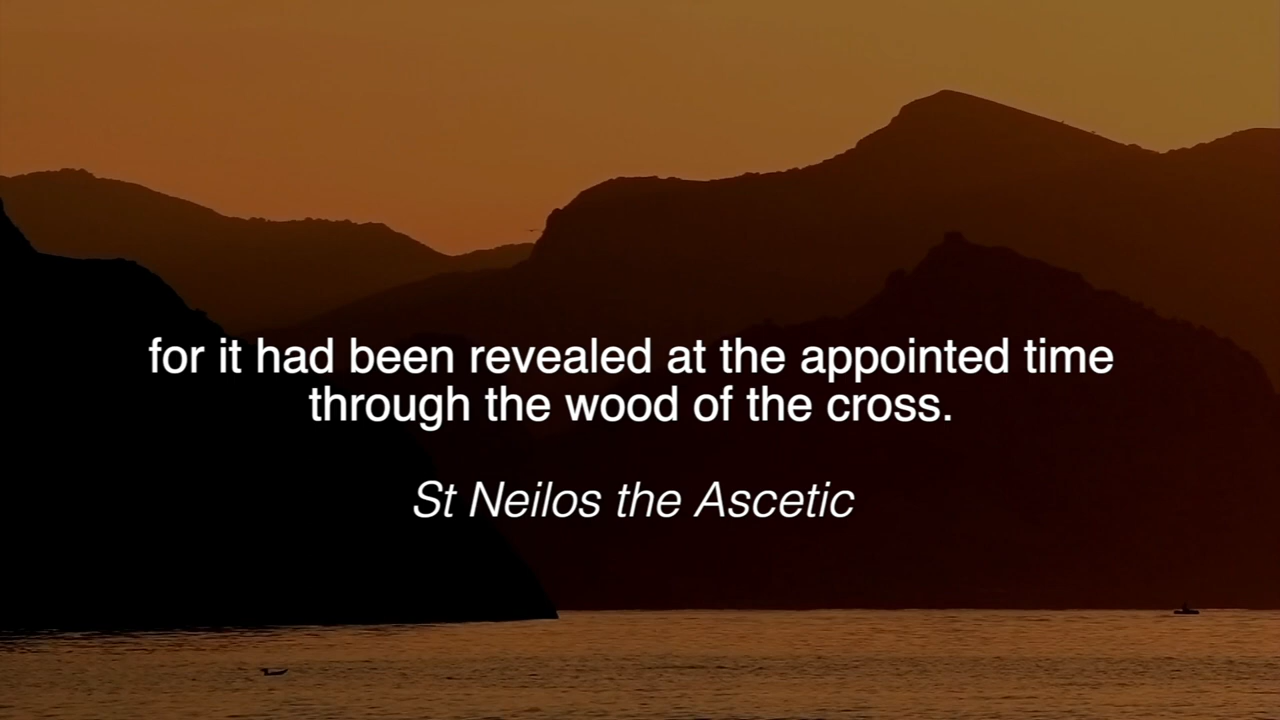 for it had been revealed at the appointed time
through the wood of the cross.
St Neilos the Ascetic